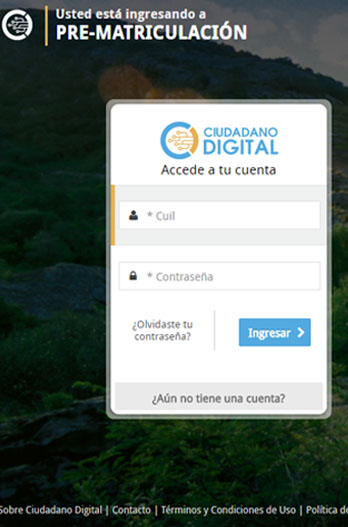 Usted está ingresando a
PRE-MATRICULACIÓN
CIUDADANO
DIGITAL
Accede a tu cuenta
* Cuil
* Contraseña
¿Olvidaste tu
contraseña?
Ingresar
¿Aún no tiene una cuenta?
Sobre Ciudadano Digital | Contacto | Términos y Condiciones de Uso | Política de